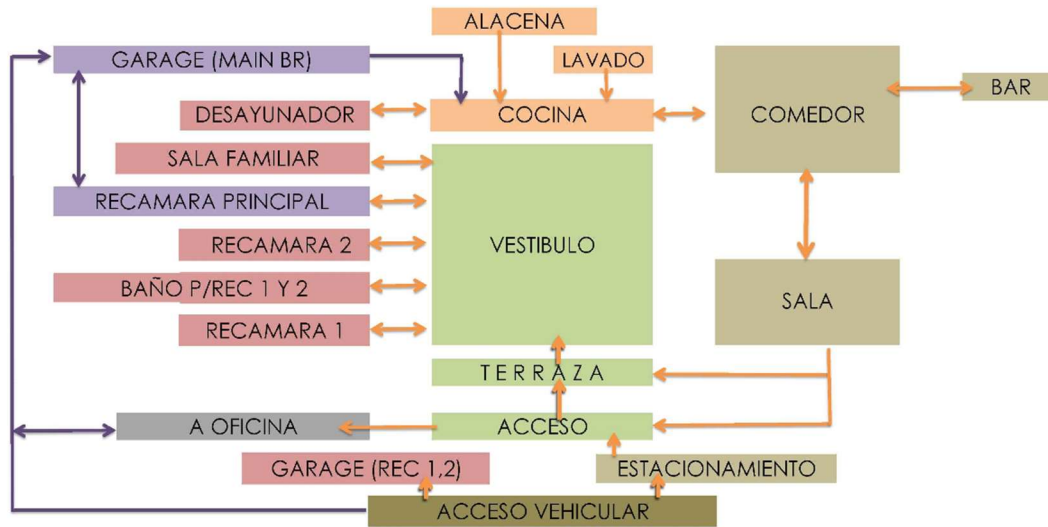 ALACENA
GARAGE (MAIN BR)
LAVADO
COMEDOR
BAR
DESAYUNADOR
COCINA
SALA FAMILIAR
RECAMARA PRINCIPAL
RECAMARA 2
VESTIBULO
BAÑO P/REC 1 Y 2
SALA
RECAMARA 1
T E R R A Z A
A OFICINA
ACCESO
GARAGE (REC 1,2)
ESTACIONAMIENTO
ACCESO VEHICULAR